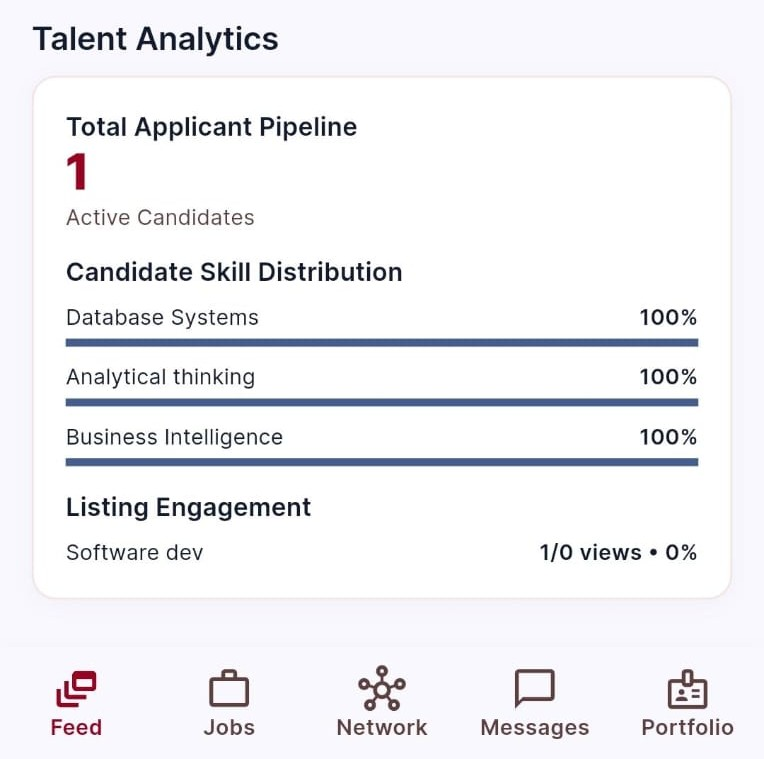 Talent Analytics
Total Applicant Pipeline
1
Active Candidates
Candidate Skill Distribution
Database Systems 100%
Analytical thinking 100%
Business Intelligence 100%
Listing Engagement
Software dev 1/0 views • 0%
Feed Jobs Network Messages Portfolio